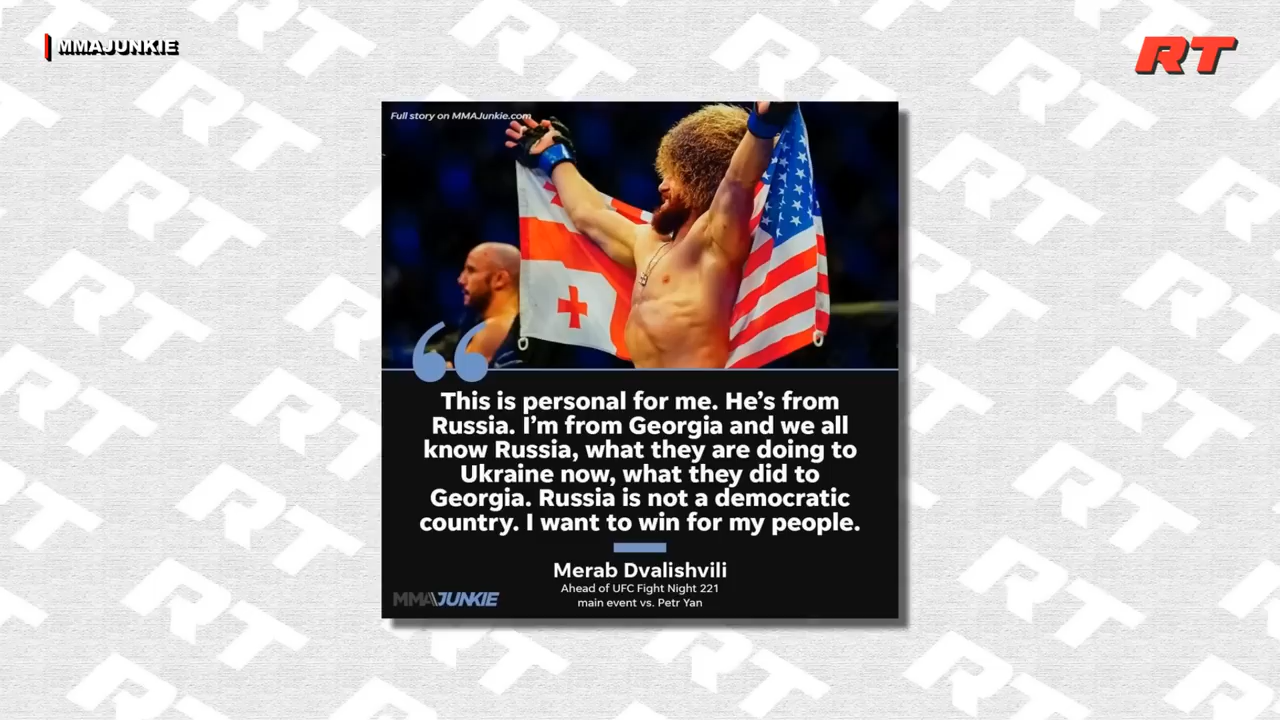 MMAJUNKIE
RT
Full story on MMAJunkie.com
This is personal for me. He's from
Russia. I'm from Georgia and we all
know Russia, what they are doing to
Ukraine now, what they did to
Georgia. Russia is not a democratic
country. I want to win for my people.
Merab Dvalishvili
Ahead of UFC Fight Night 221
main event vs. Petr Yan
MMAJUNKIE